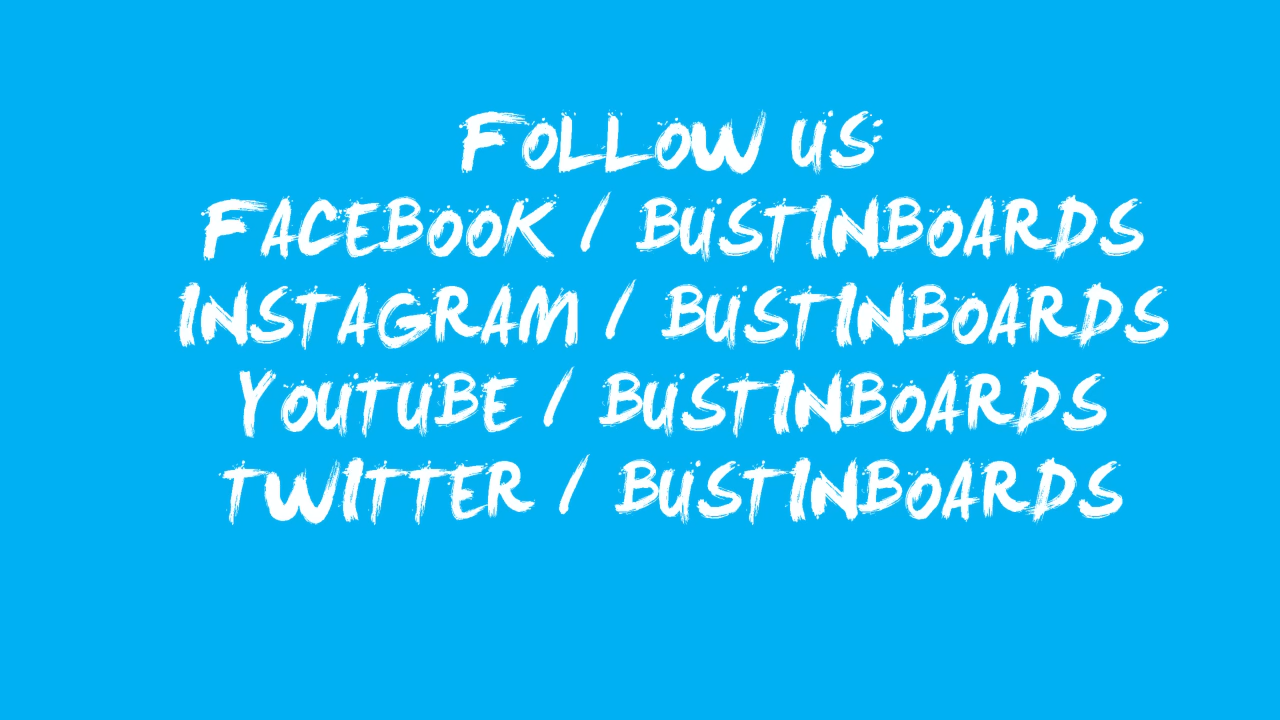 Follow us:
Facebook / Bustinboards
Instagram / Bustinboards
Youtube / Bustinboards
Twitter / Bustinboards